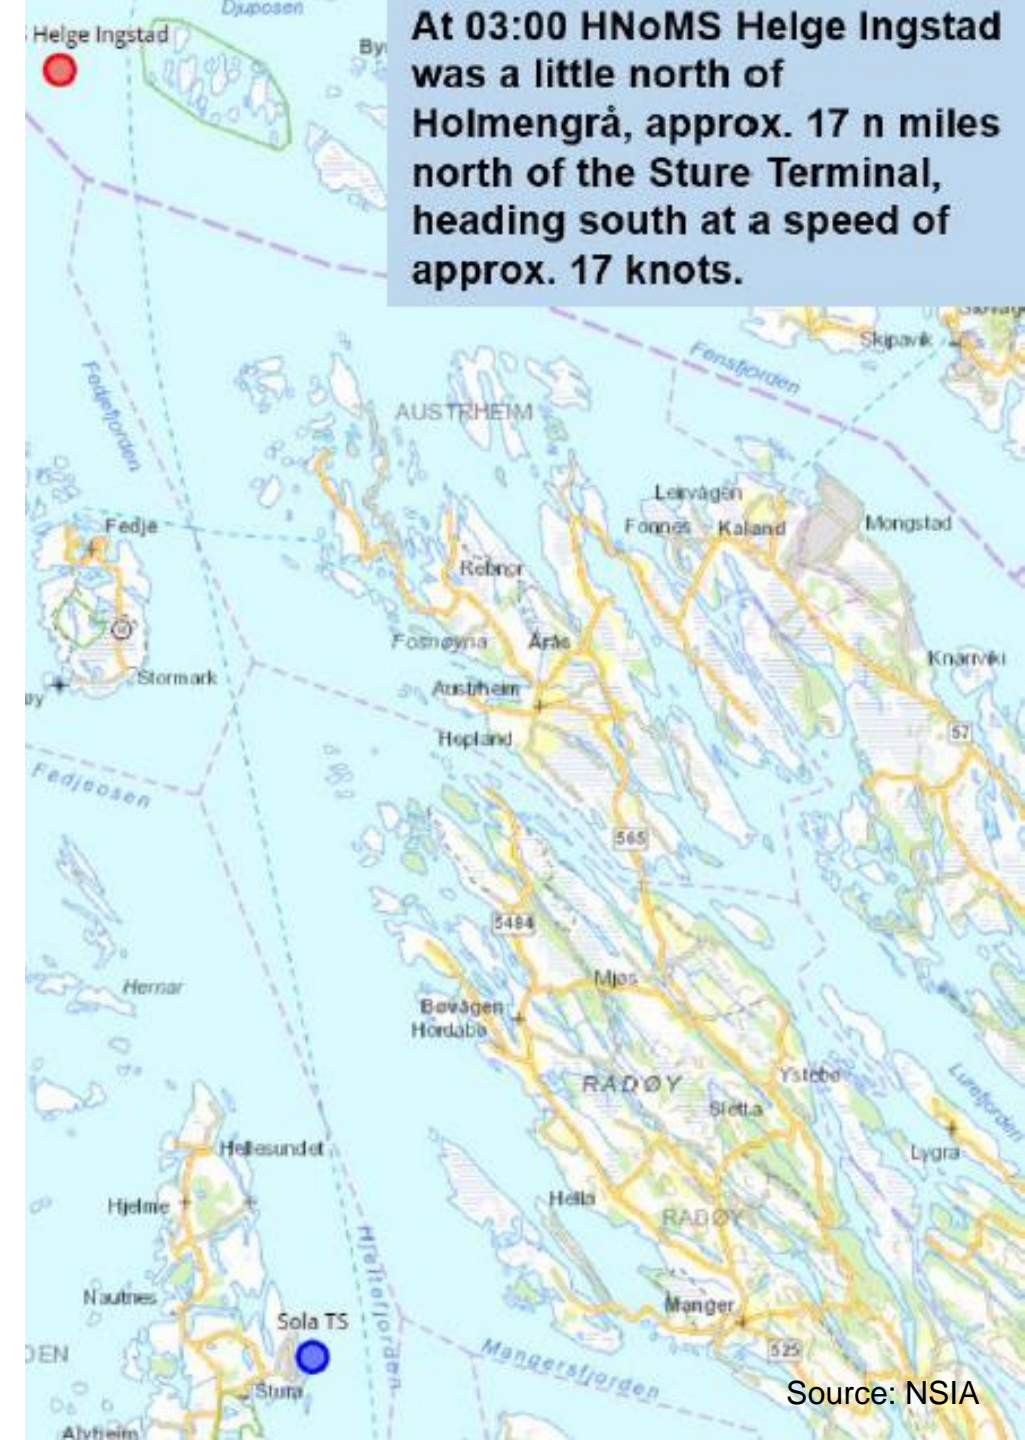 Djuposen
Helge Ingstad
At 03:00 HNoMS Helge Ingstad
was a little north of
Holmengrå, approx. 17 n miles
north of the Sture Terminal,
heading south at a speed of
approx. 17 knots.
Skipavik
Fensfjorden
Fedjefjorden
AUSTRHEIM
Leirvågen
Fonnes
Kaland
Mongstad
Fedje
Rebnor
Fosnøyna
Årås
Knarrviki
Stormark
Austrheim
57
Hopland
Fedjeosen
565
5484
Mjøs
Hernar
Bøvågen
Hordabø
RADØY
Ystebø
Sletta
Lurefjorden
Lygra
Hellesundet
Hjelme
Hella
RADØY
Hjeltefjorden
Nautnes
Manger
Sola TS
525
Mangersfjorden
Source: NSIA